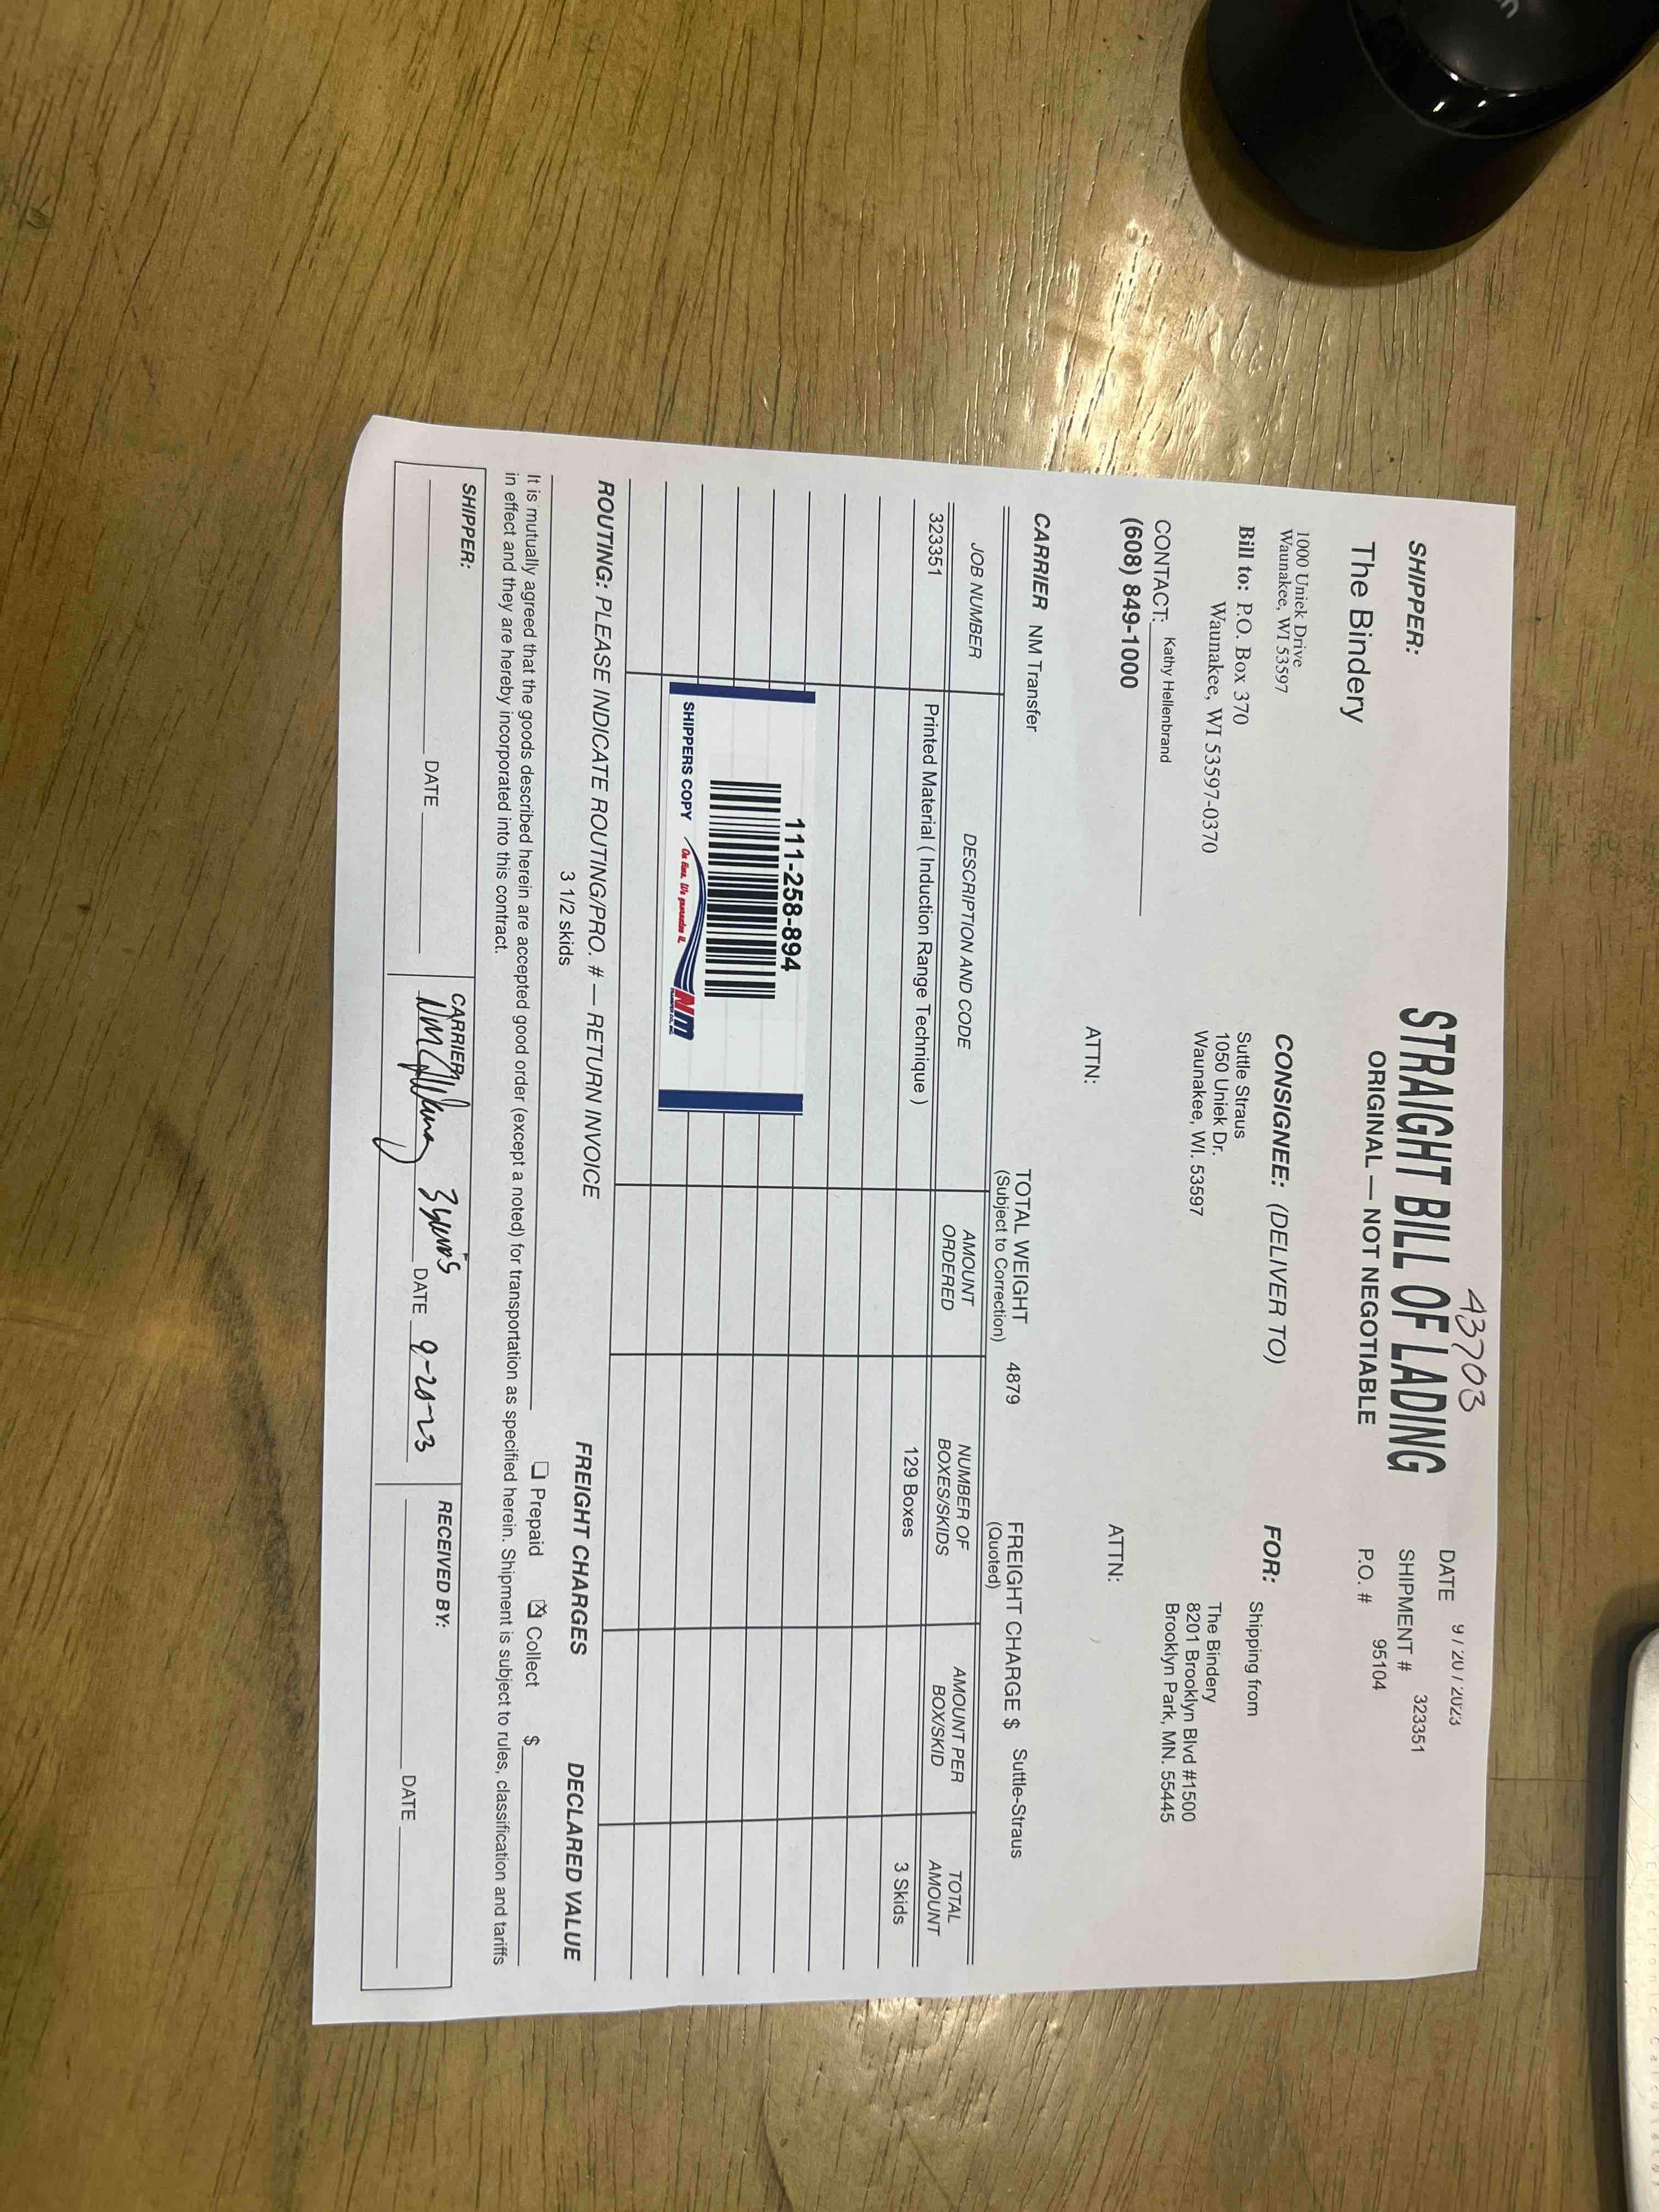 43703
STRAIGHT BILL OF LADING
ORIGINAL — NOT NEGOTIABLE
DATE 9 / 20 / 2023
SHIPMENT # 323351
P.O. # 95104
SHIPPER:
The Bindery
1000 Uniek Drive
Waunakee, WI 53597
Bill to: P.O. Box 370
Waunakee, WI 53597-0370
CONTACT: Kathy Hellenbrand
(608) 849-1000
CONSIGNEE: (DELIVER TO)
Suttle Straus
1050 Uniek Dr.
Waunakee, WI. 53597
ATTN:
FOR: Shipping from
The Bindery
8201 Brooklyn Blvd #1500
Brooklyn Park, MN. 55445
ATTN:
CARRIER NM Transfer
TOTAL WEIGHT 4879
(Subject to Correction)
FREIGHT CHARGE $ Suttle-Straus
(Quoted)
JOB NUMBER
DESCRIPTION AND CODE
AMOUNT ORDERED
NUMBER OF BOXES/SKIDS
AMOUNT PER BOX/SKID
TOTAL AMOUNT
323351 Printed Material ( Induction Range Technique ) 129 Boxes 3 Skids
111-258-894
SHIPPERS COPY On time. We guarantee it. NM
ROUTING: PLEASE INDICATE ROUTING/PRO. # — RETURN INVOICE
3 1/2 skids
FREIGHT CHARGES
DECLARED VALUE
Prepaid Collect $
It is mutually agreed that the goods described herein are accepted good order (except a noted) for transportation as specified herein. Shipment is subject to rules, classification and tariffs
in effect and they are hereby incorporated into this contract.
SHIPPER:
DATE
CARRIER:
DATE 9-20-23
RECEIVED BY:
DATE